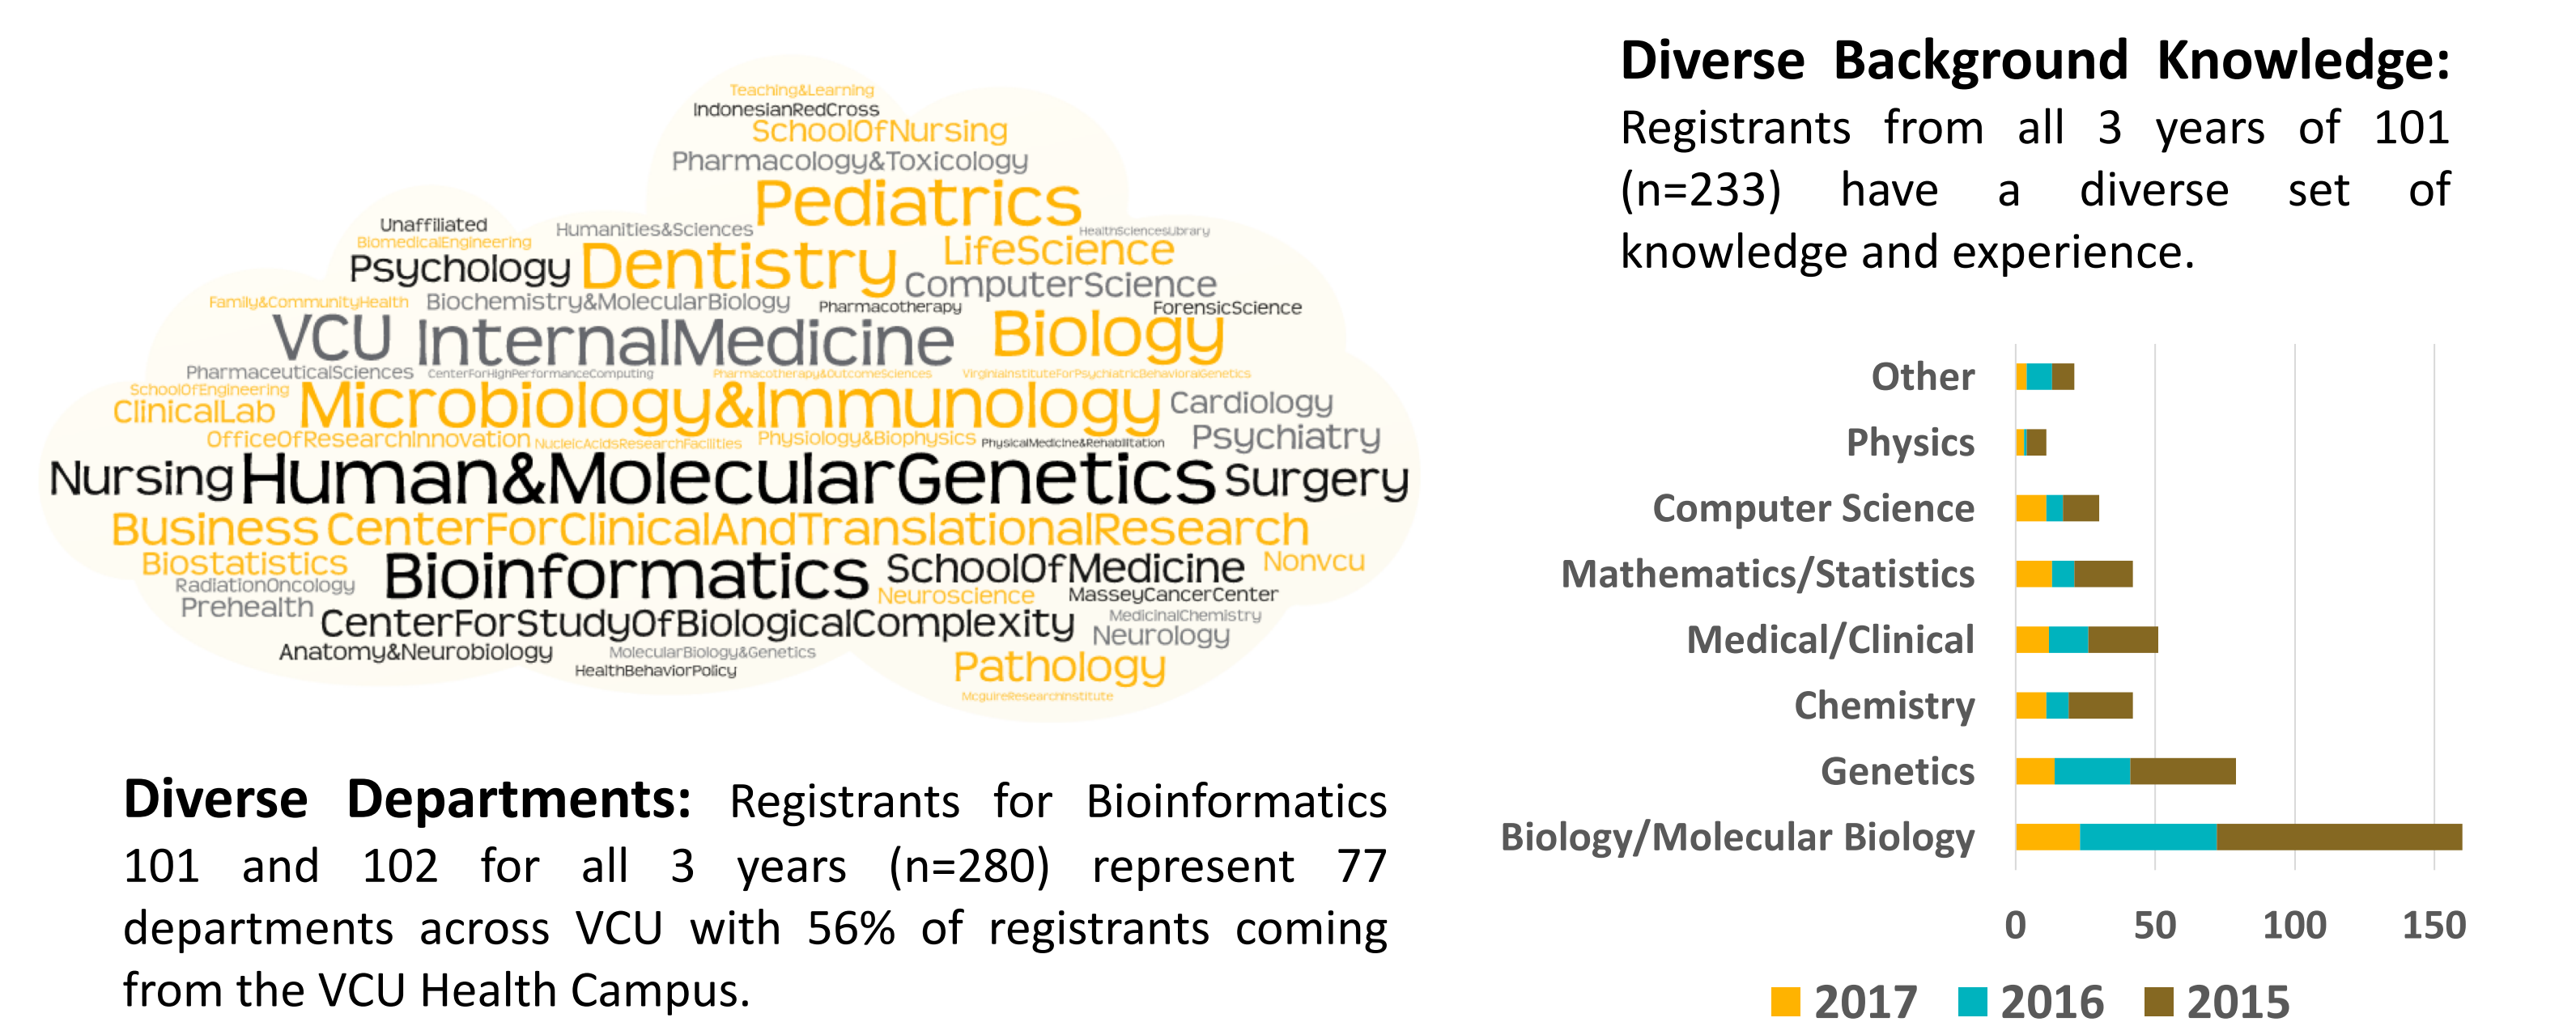 Teaching&Learning
IndonesianRedCross
SchoolOfNursing
Pharmacology&Toxicology
Pediatrics
Unaffiliated
Humanities&Sciences
HealthSciencesLibrary
BiomedicalEngineering
Psychology
Dentistry
LifeScience
ComputerScience
Family&CommunityHealth
Biochemistry&MolecularBiology
Pharmacotherapy
ForensicScience
VCU
InternalMedicine
Biology
PharmaceuticalSciences
CenterForHighPerformanceComputing
Pharmacotherapy&OutcomeSciences
VirginiaInstituteForPsychiatricBehavioralGenetics
SchoolOfEngineering
ClinicalLab
Microbiology&Immunology
Cardiology
OfficeOfResearchInnovation
NucleicAcidsResearchFacilities
Physiology&Biophysics
PhysicalMedicine&Rehabilitation
Psychiatry
Nursing
Human&MolecularGenetics
Surgery
Business
CenterForClinicalAndTranslationalResearch
Biostatistics
Bioinformatics
SchoolOfMedicine
Nonvcu
RadiationOncology
Neuroscience
MasseyCancerCenter
Prehealth
CenterForStudyOfBiologicalComplexity
MedicinalChemistry
Neurology
Anatomy&Neurobiology
MolecularBiology&Genetics
HealthBehaviorPolicy
Pathology
McguireResearchInstitute
Diverse Departments: Registrants for Bioinformatics
101 and 102 for all 3 years (n=280) represent 77
departments across VCU with 56% of registrants coming
from the VCU Health Campus.
Diverse Background Knowledge:
Registrants from all 3 years of 101
(n=233) have a diverse set of
knowledge and experience.
Other
Physics
Computer Science
Mathematics/Statistics
Medical/Clinical
Chemistry
Genetics
Biology/Molecular Biology
0 50 100 150
2017 2016 2015